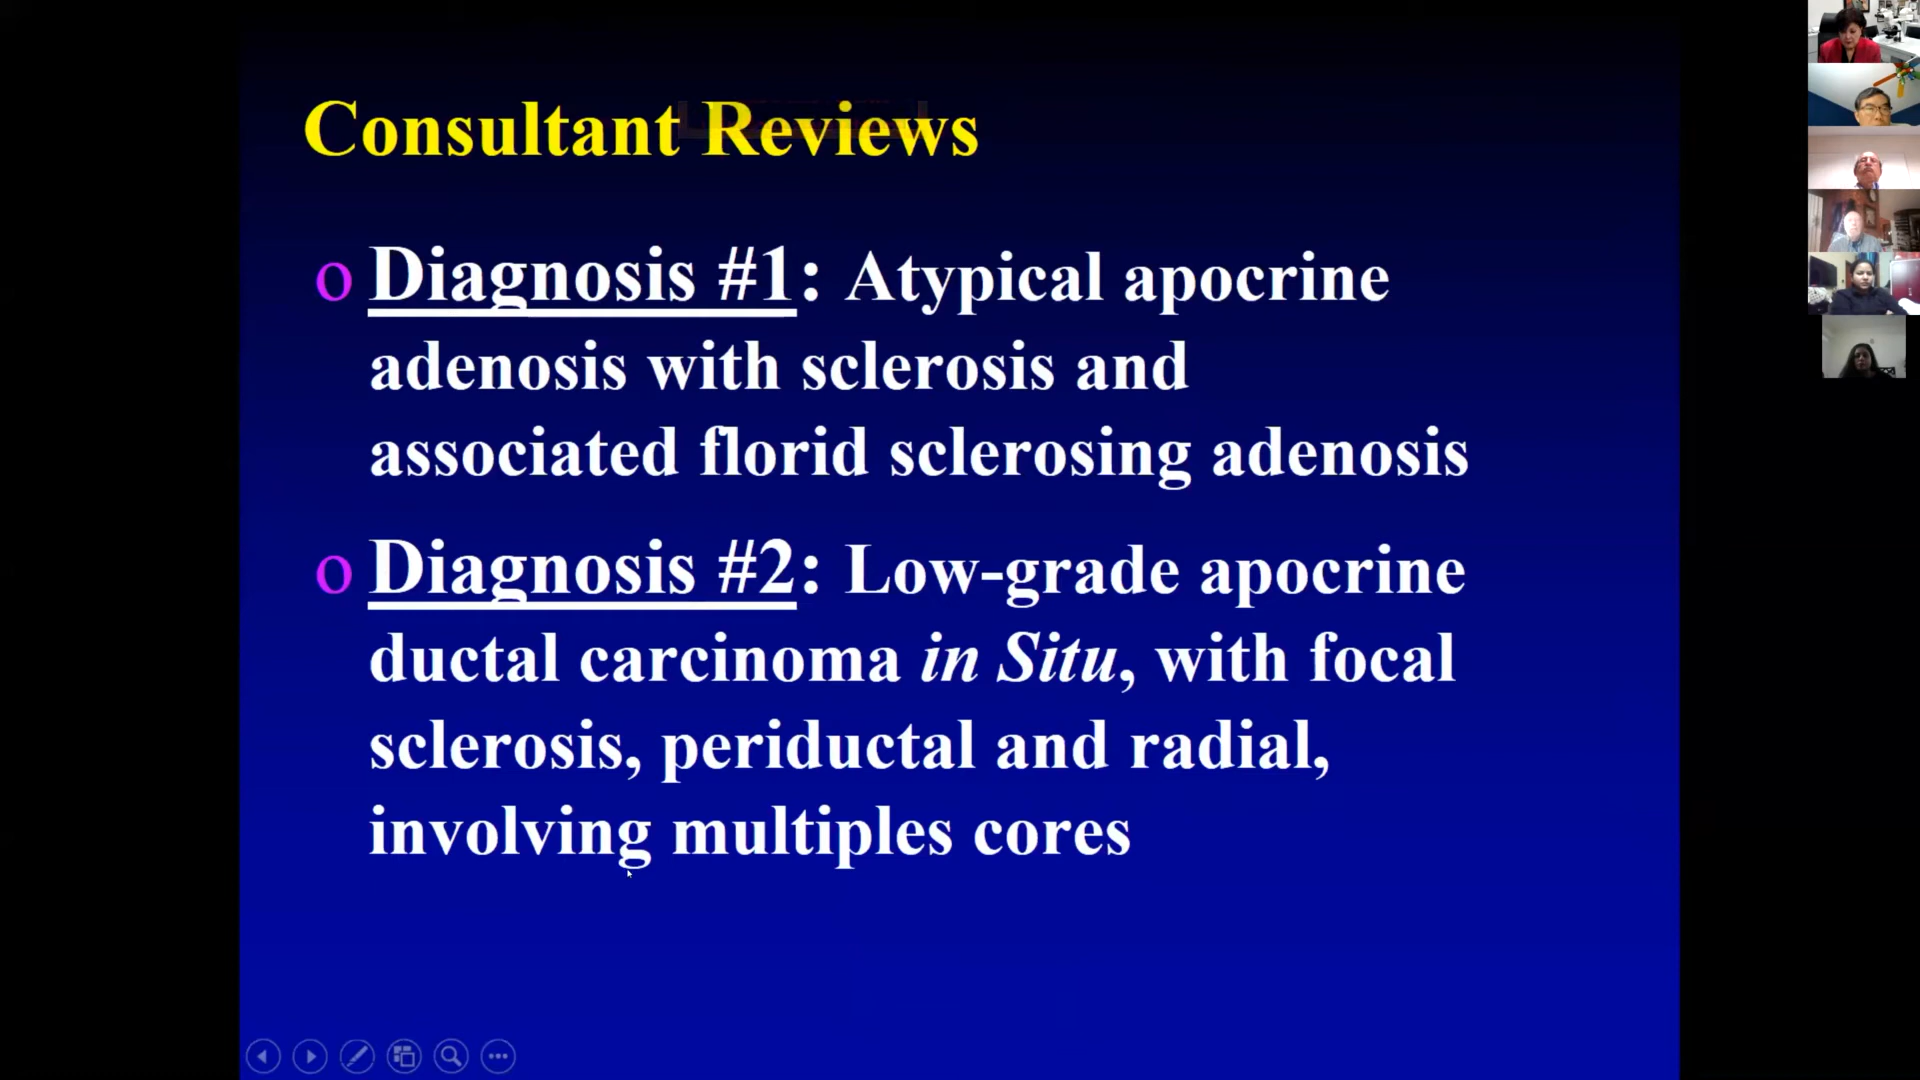 Consultant Reviews
o Diagnosis #1: Atypical apocrine
adenosis with sclerosis and
associated florid sclerosing adenosis
o Diagnosis #2: Low-grade apocrine
ductal carcinoma in Situ, with focal
sclerosis, periductal and radial,
involving multiples cores